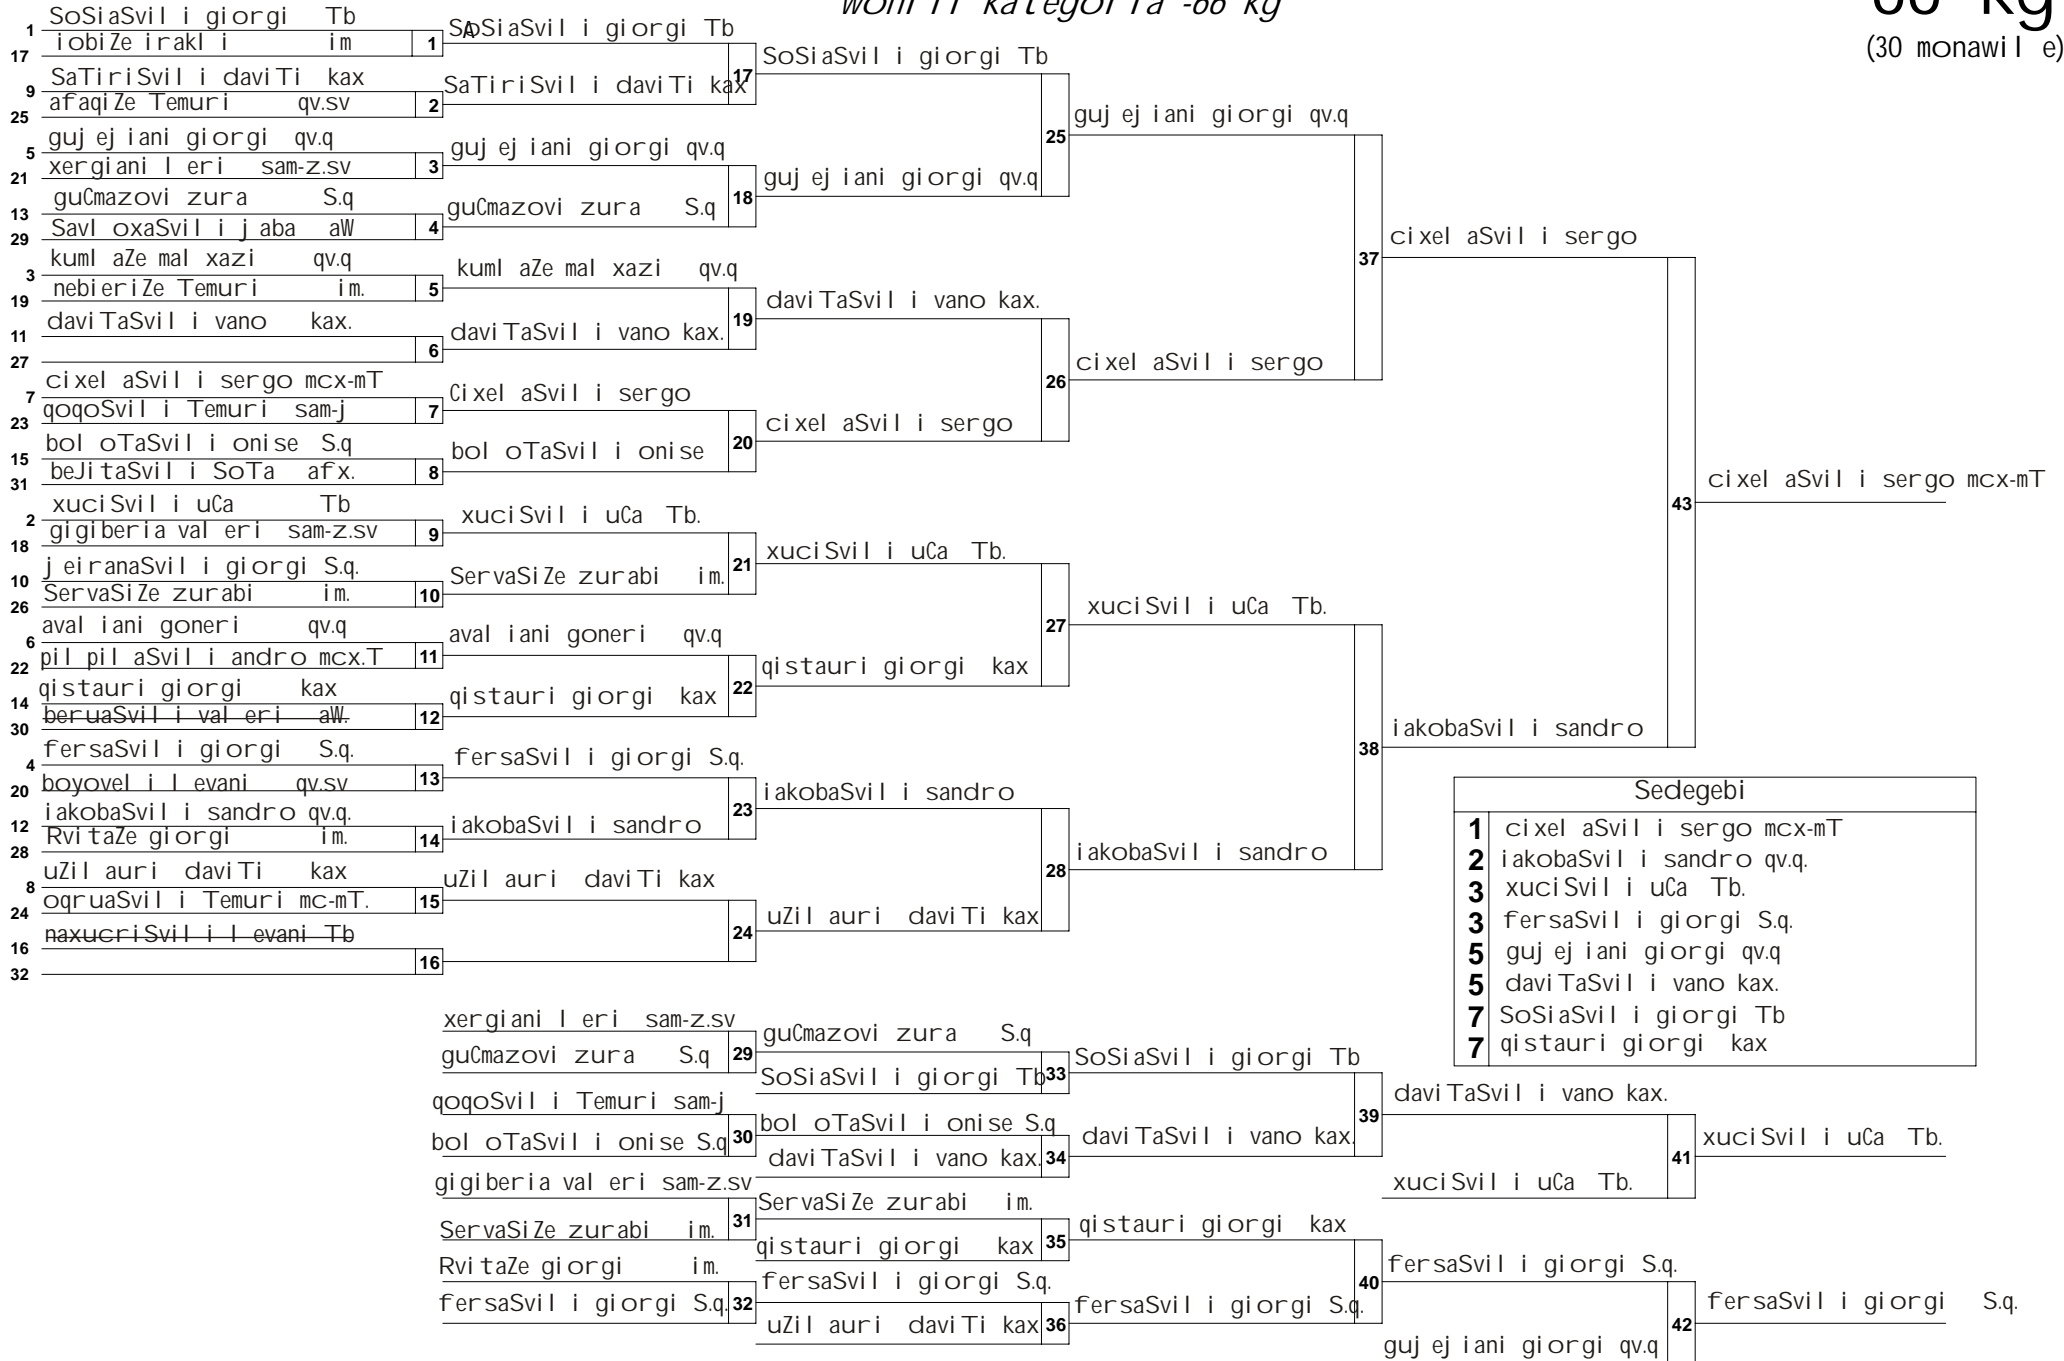 woniTi kategoria -66 kg
(30 monawile)
1 SoSiaSvili giorgi Tb
17 iobiZe irakli im
1
9 SaTiriSvili daviTi kax
25 afaqiZe Temuri qv.sv
2
5 gujejiani giorgi qv.q
21 xergiani leri sam-z.sv
3
13 guCmazovi zura S.q
29 SavloxaSvili jaba aW
4
3 kumlaZe malxazi qv.q
19 nebieriZe Temuri im.
5
11 daviTaSvili vano kax.
27
6
7 cixelaSvili sergo mcx-mT
23 qoqoSvili Temuri sam-j
7
15 boloTaSvili onise S.q
31 beJitaSvili SoTa afx.
8
2 xuciSvili uCa Tb
18 gigiberia valeri sam-z.sv
9
10 jeiranaSvili giorgi S.q.
26 ServaSiZe zurabi im.
10
6 avaliani goneri qv.q
22 pilpilaSvili andro mcx.T
11
14 qistauri giorgi kax
30 beruaSvili valeri aW.
12
4 fersaSvili giorgi S.q.
20 boyoveli levani qv.sv
13
12 iakobaSvili sandro qv.q.
28 RvitaZe giorgi im.
14
8 uZilauri daviTi kax
24 oqruaSvili Temuri mc-mT.
15
16 naxucriSvili levani Tb
32
16
A
SoSiaSvili giorgi Tb
SaTiriSvili daviTi kax
17
gujejiani giorgi qv.q
guCmazovi zura S.q
18
kumlaZe malxazi qv.q
daviTaSvili vano kax.
19
CixelaSvili sergo
boloTaSvili onise
20
xuciSvili uCa Tb.
ServaSiZe zurabi im.
21
avaliani goneri qv.q
qistauri giorgi kax
22
fersaSvili giorgi S.q.
iakobaSvili sandro
23
uZilauri daviTi kax
24
SoSiaSvili giorgi Tb
gujejiani giorgi qv.q
25
daviTaSvili vano kax.
cixelaSvili sergo
26
xuciSvili uCa Tb.
qistauri giorgi kax
27
iakobaSvili sandro
uZilauri daviTi kax
28
gujejiani giorgi qv.q
cixelaSvili sergo
37
xuciSvili uCa Tb.
iakobaSvili sandro
38
cixelaSvili sergo
iakobaSvili sandro
43
cixelaSvili sergo mcx-mT
Sedegebi
1 cixelaSvili sergo mcx-mT
2 iakobaSvili sandro qv.q.
3 xuciSvili uCa Tb.
3 fersaSvili giorgi S.q.
5 gujejiani giorgi qv.q
5 daviTaSvili vano kax.
7 SoSiaSvili giorgi Tb
7 qistauri giorgi kax
xergiani leri sam-z.sv
guCmazovi zura S.q
29
qoqoSvili Temuri sam-j
boloTaSvili onise S.q
30
gigiberia valeri sam-z.sv
ServaSiZe zurabi im.
31
RvitaZe giorgi im.
fersaSvili giorgi S.q.
32
guCmazovi zura S.q
SoSiaSvili giorgi Tb
33
boloTaSvili onise S.q
daviTaSvili vano kax.
34
ServaSiZe zurabi im.
qistauri giorgi kax
35
fersaSvili giorgi S.q.
uZilauri daviTi kax
36
SoSiaSvili giorgi Tb
daviTaSvili vano kax.
39
qistauri giorgi kax
fersaSvili giorgi S.q.
40
daviTaSvili vano kax.
xuciSvili uCa Tb.
41
xuciSvili uCa Tb.
fersaSvili giorgi S.q.
gujejiani giorgi qv.q
42
fersaSvili giorgi S.q.